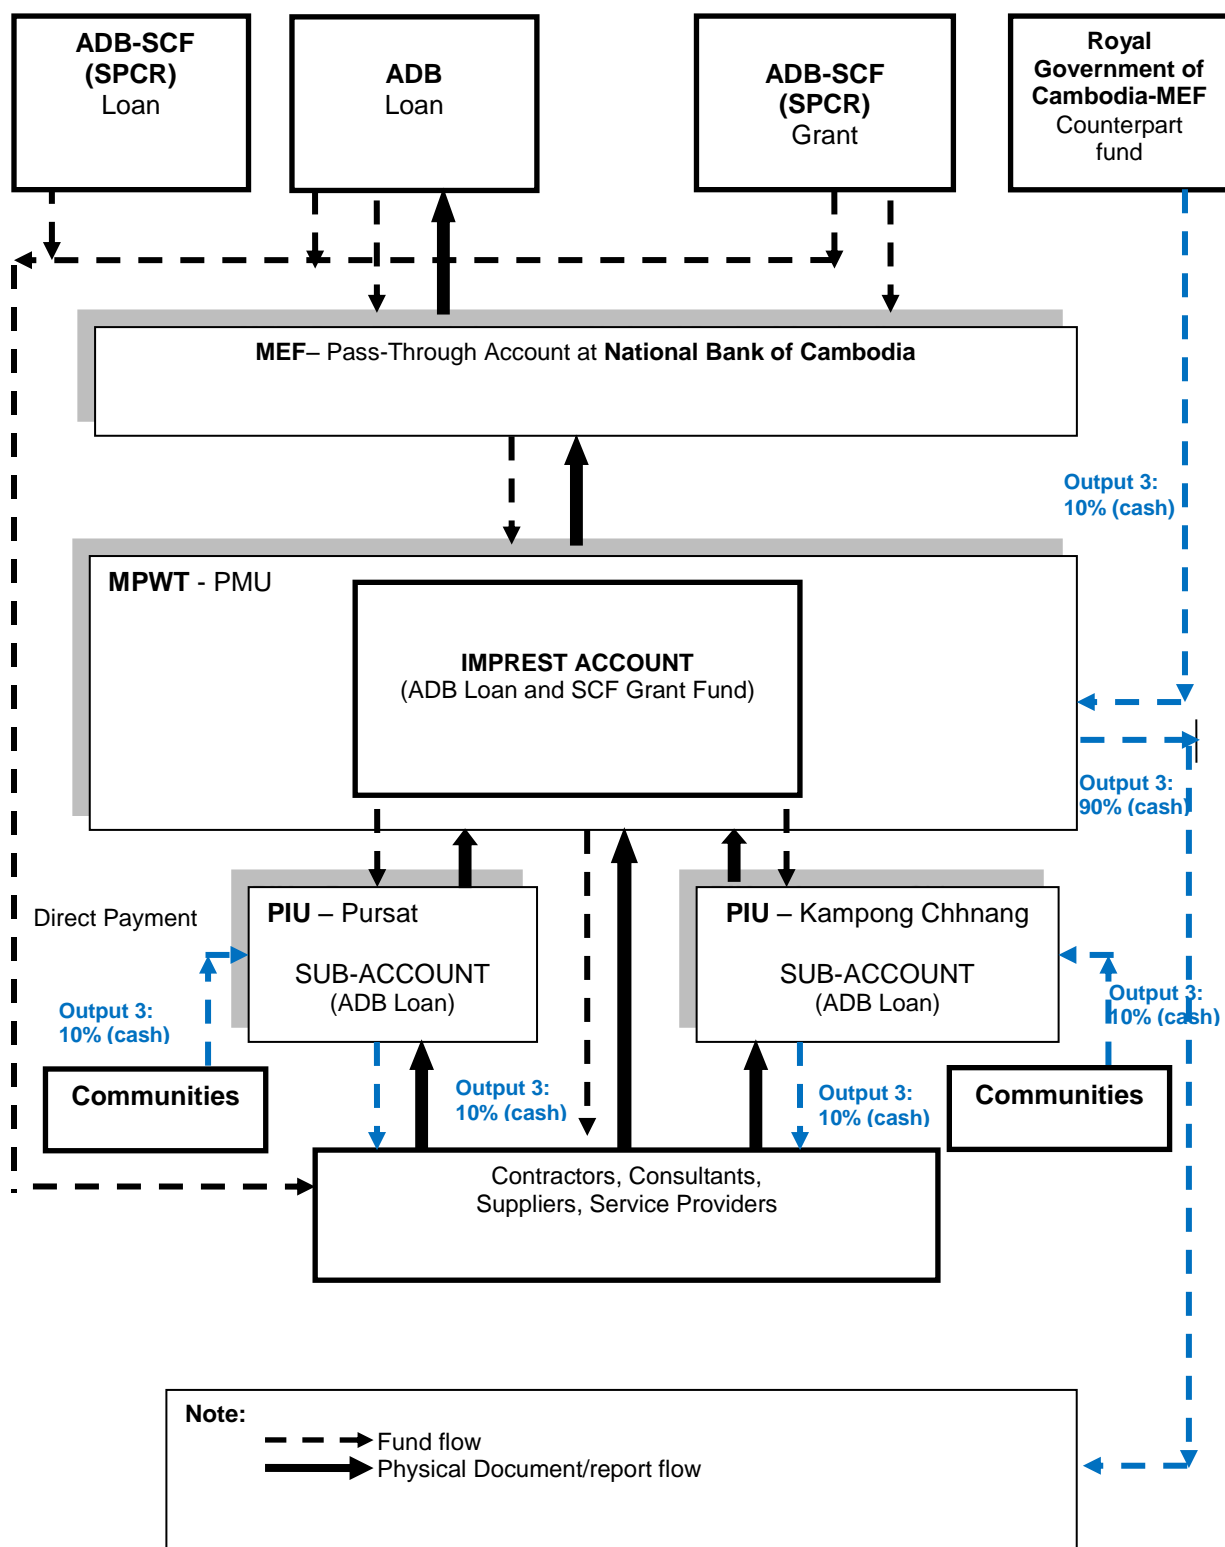 ADB-SCF
(SPCR)
Loan
ADB
Loan
ADB-SCF
(SPCR)
Grant
Royal
Government of
Cambodia-MEF
Counterpart
fund
MEF– Pass-Through Account at National Bank of Cambodia
Output 3:
10% (cash)
MPWT - PMU
IMPREST ACCOUNT
(ADB Loan and SCF Grant Fund)
Output 3:
90% (cash)
Direct Payment
PIU – Pursat
SUB-ACCOUNT
(ADB Loan)
PIU – Kampong Chhnang
SUB-ACCOUNT
(ADB Loan)
Output 3:
10% (cash)
Output 3:
10% (cash)
Communities
Output 3:
10% (cash)
Output 3:
10% (cash)
Communities
Contractors, Consultants,
Suppliers, Service Providers
Note:
Fund flow
Physical Document/report flow